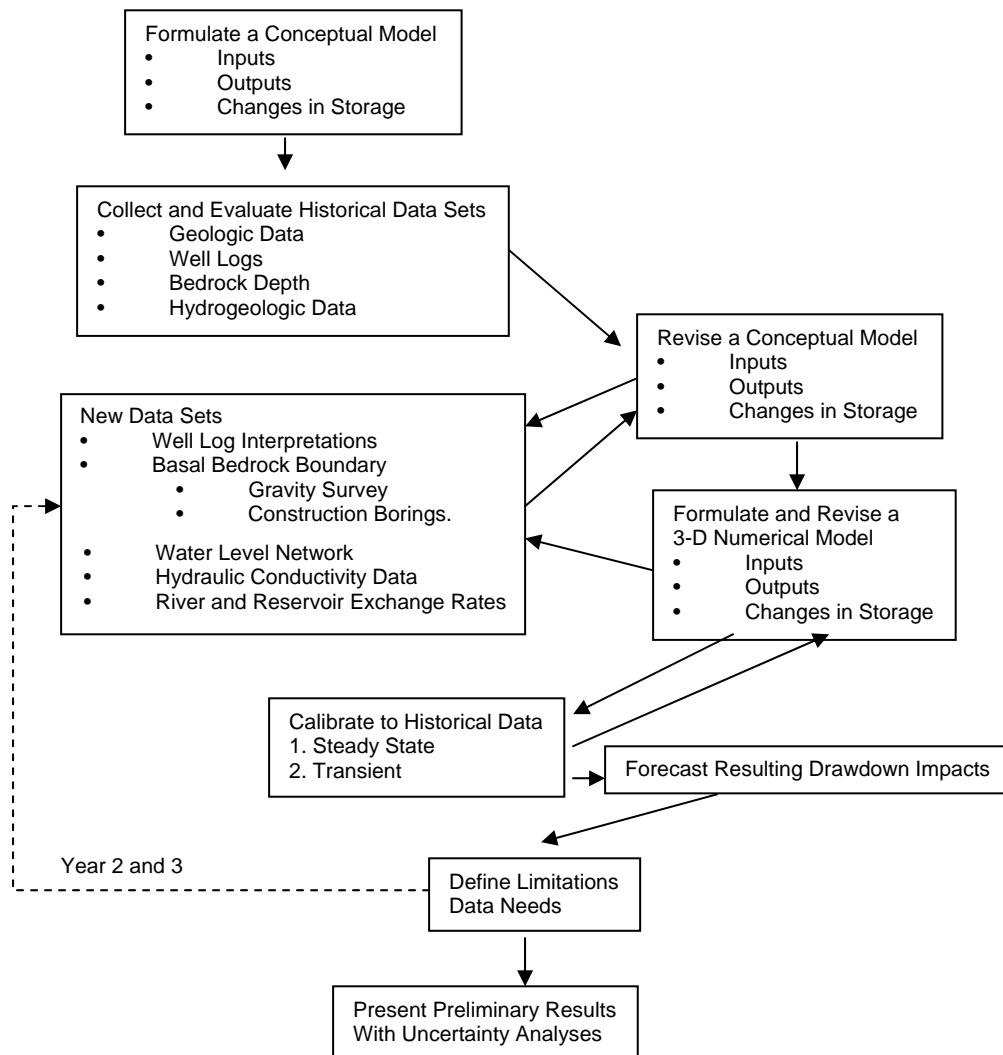 Formulate a Conceptual Model
• Inputs
• Outputs
• Changes in Storage
Collect and Evaluate Historical Data Sets
• Geologic Data
• Well Logs
• Bedrock Depth
• Hydrogeologic Data
Revise a Conceptual Model
• Inputs
• Outputs
• Changes in Storage
New Data Sets
• Well Log Interpretations
• Basal Bedrock Boundary
• Gravity Survey
• Construction Borings.
• Water Level Network
• Hydraulic Conductivity Data
• River and Reservoir Exchange Rates
Formulate and Revise a
3-D Numerical Model
• Inputs
• Outputs
• Changes in Storage
Calibrate to Historical Data
1. Steady State
2. Transient
Forecast Resulting Drawdown Impacts
Year 2 and 3
Define Limitations
Data Needs
Present Preliminary Results
With Uncertainty Analyses